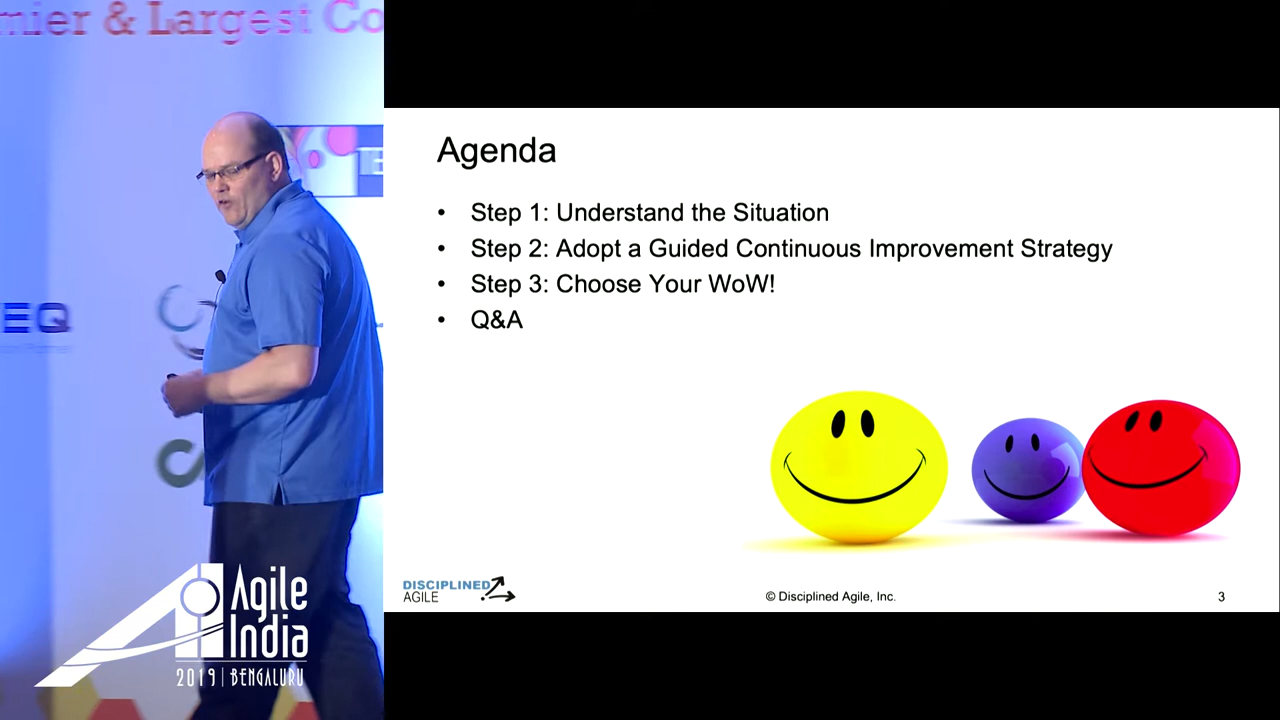 mier & Largest Co
EQ
Agenda
• Step 1: Understand the Situation
• Step 2: Adopt a Guided Continuous Improvement Strategy
• Step 3: Choose Your WoW!
• Q&A
DISCIPLINED
AGILE
© Disciplined Agile, Inc.
3
Agile
India
2019 | BENGALURU